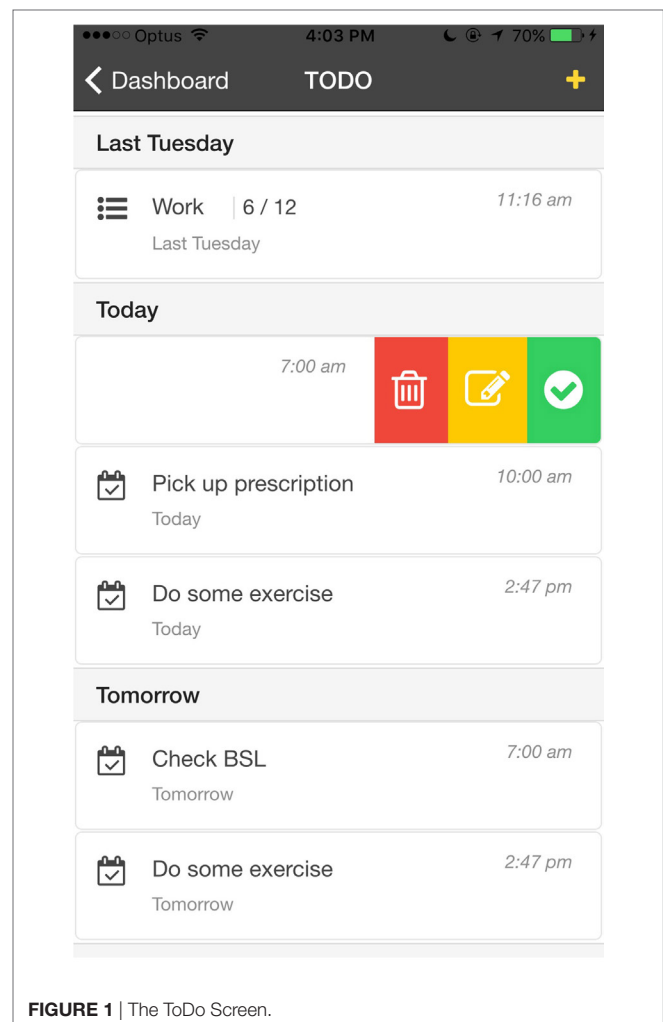 Optus 4:03 PM 70%
Dashboard TODO +
Last Tuesday
Work | 6 / 12 11:16 am
Last Tuesday
Today
7:00 am
Pick up prescription 10:00 am
Today
Do some exercise 2:47 pm
Today
Tomorrow
Check BSL 7:00 am
Tomorrow
Do some exercise 2:47 pm
Tomorrow
FIGURE 1 | The ToDo Screen.